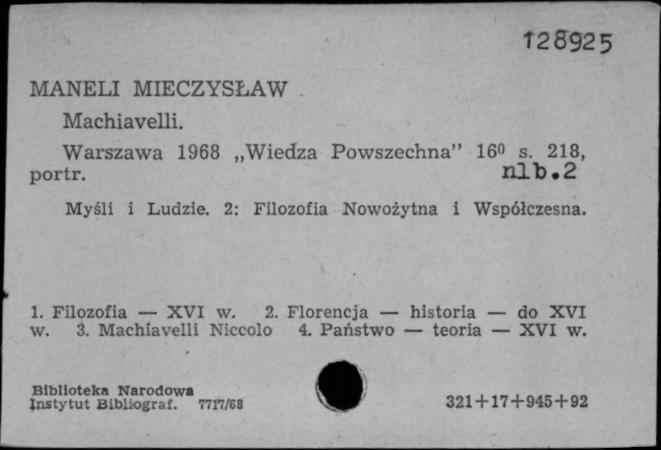 128925
MANELI MIECZYSŁAW
Machiavelli.
Warszawa 1968 „Wiedza Powszechna” 16⁰ s. 218,
portr. nlb.2
Myśli i Ludzie. 2: Filozofia Nowożytna i Współczesna.
1. Filozofia — XVI w. 2. Florencja — historia — do XVI
w. 3. Machiavelli Niccolo 4. Państwo — teoria — XVI w.
Biblioteka Narodowa
Instytut Bibliograf. 7717/68
321+17+945+92